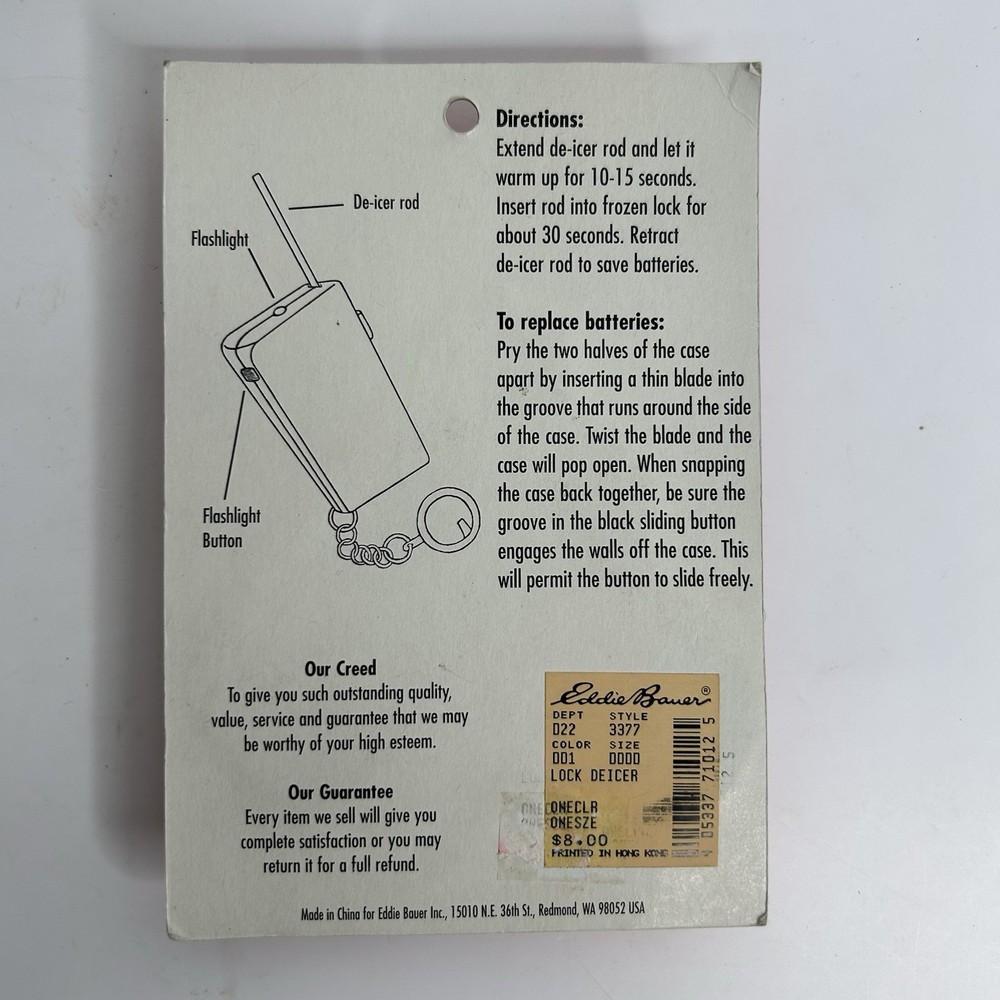 Directions:
Extend de-icer rod and let it
warm up for 10-15 seconds.
Insert rod into frozen lock for
about 30 seconds. Retract
de-icer rod to save batteries.
De-icer rod
Flashlight
Flashlight
Button
To replace batteries:
Pry the two halves of the case
apart by inserting a thin blade into
the groove that runs around the side
of the case. Twist the blade and the
case will pop open. When snapping
the case back together, be sure the
groove in the black sliding button
engages the walls off the case. This
will permit the button to slide freely.
Our Creed
To give you such outstanding quality,
value, service and guarantee that we may
be worthy of your high esteem.
Our Guarantee
Every item we sell will give you
complete satisfaction or you may
return it for a full refund.
Eddie Bauer®
DEPT STYLE
D22 3377
COLOR SIZE
001 0000
LOCK DEICER
ONECLR
ONESZE
$8.00
PRINTED IN HONG KONG
05337 71012 5
Made in China for Eddie Bauer Inc., 15010 N.E. 36th St., Redmond, WA 98052 USA